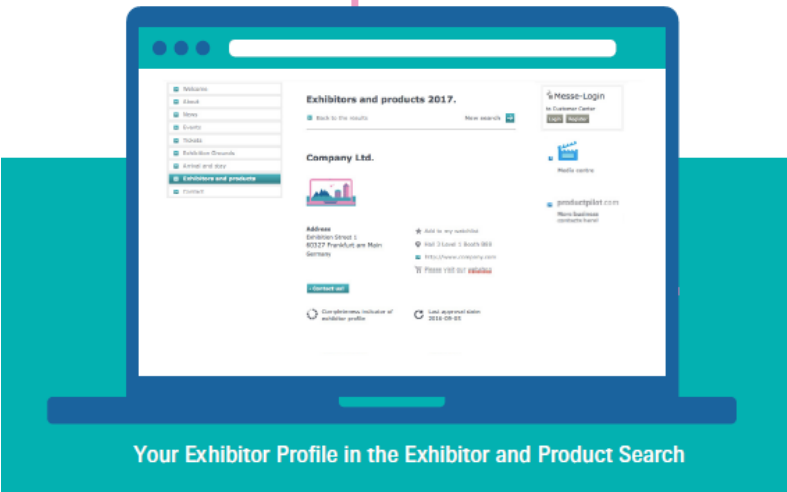 Welcome
About
News
Events
Tickets
Exhibition Grounds
Arrival and stay
Exhibitors and products
Contact
Exhibitors and products 2017.
Back to the results
New search
Company Ltd.
Address
Exhibition Street 1
60327 Frankfurt am Main
Germany
Add to my watchlist
Hall 3 Level 1 Booth B69
http://www.company.com
Please visit our
Contact us!
Completeness indicator of
exhibitor profile
Last approval date:
2016-09-05
Messe-Login
to Customer Center
Login Register
Media centre
productpilot.com
More business
contacts here!
Your Exhibitor Profile in the Exhibitor and Product Search